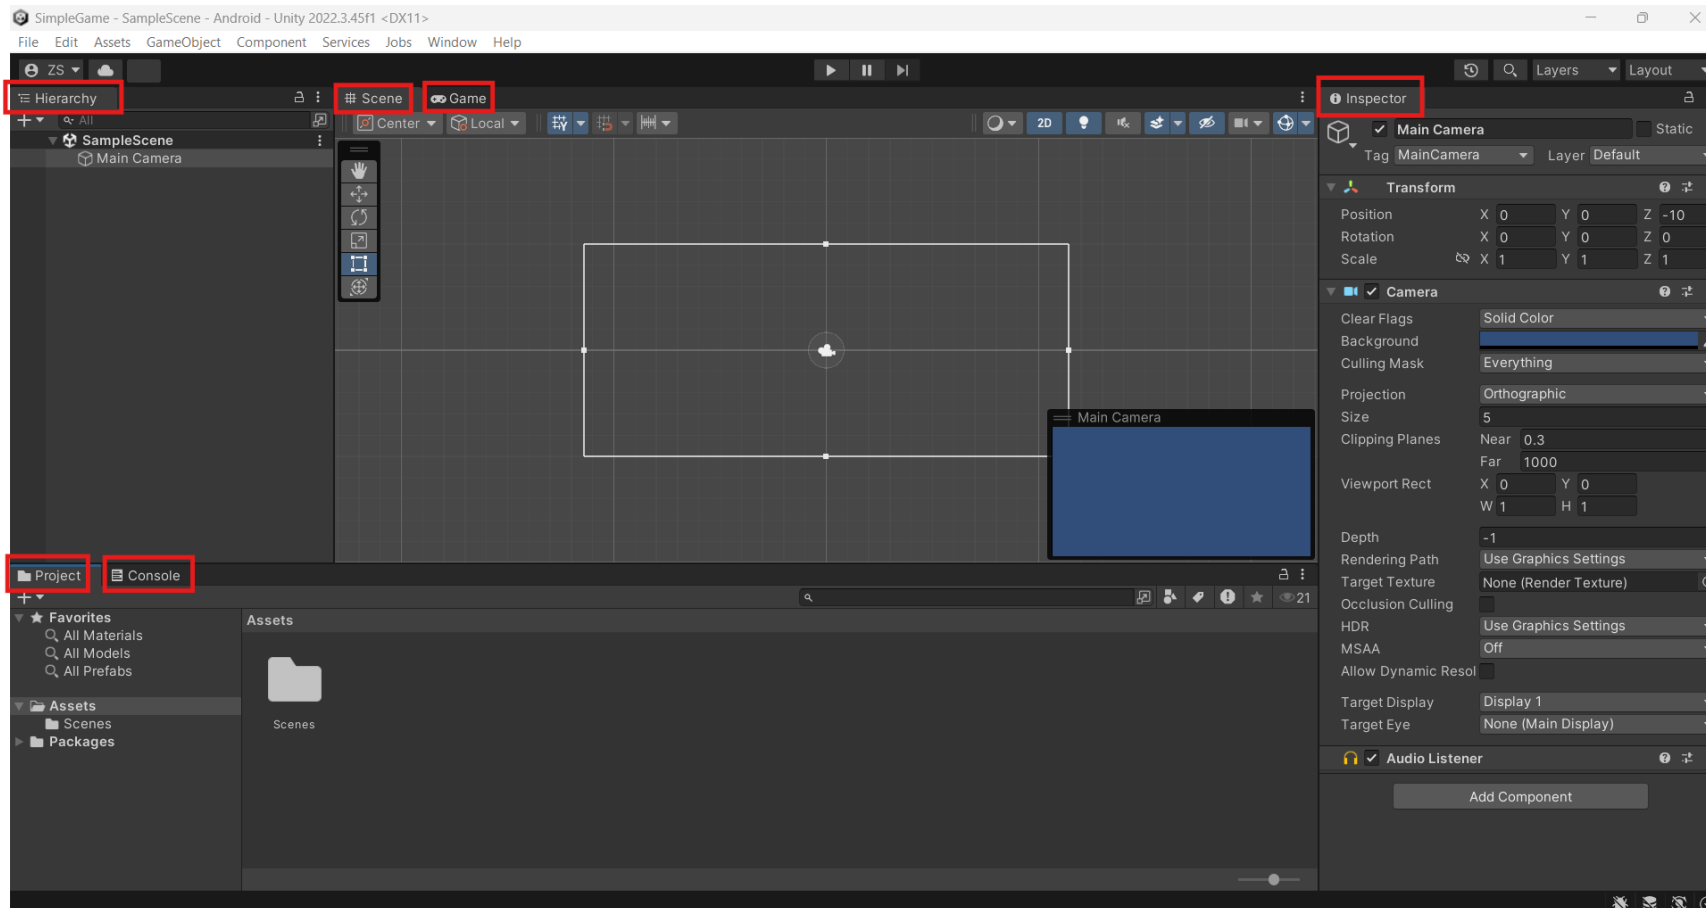 SimpleGame - SampleScene - Android - Unity 2022.3.45f1 <DX11>
File Edit Assets GameObject Component Services Jobs Window Help
ZS
Layers
Layout
Hierarchy
All
SampleScene
Main Camera
Scene
Game
Center
Local
2D
Main Camera
Inspector
Main Camera
Static
Tag MainCamera Layer Default
Transform
Position X 0 Y 0 Z -10
Rotation X 0 Y 0 Z 0
Scale X 1 Y 1 Z 1
Camera
Clear Flags Solid Color
Background
Culling Mask Everything
Projection Orthographic
Size 5
Clipping Planes Near 0.3
Far 1000
Viewport Rect X 0 Y 0
W 1 H 1
Depth -1
Rendering Path Use Graphics Settings
Target Texture None (Render Texture)
Occlusion Culling
HDR Use Graphics Settings
MSAA Off
Allow Dynamic Resol
Target Display Display 1
Target Eye None (Main Display)
Audio Listener
Add Component
Project
Console
21
Favorites
All Materials
All Models
All Prefabs
Assets
Scenes
Packages
Assets
Scenes